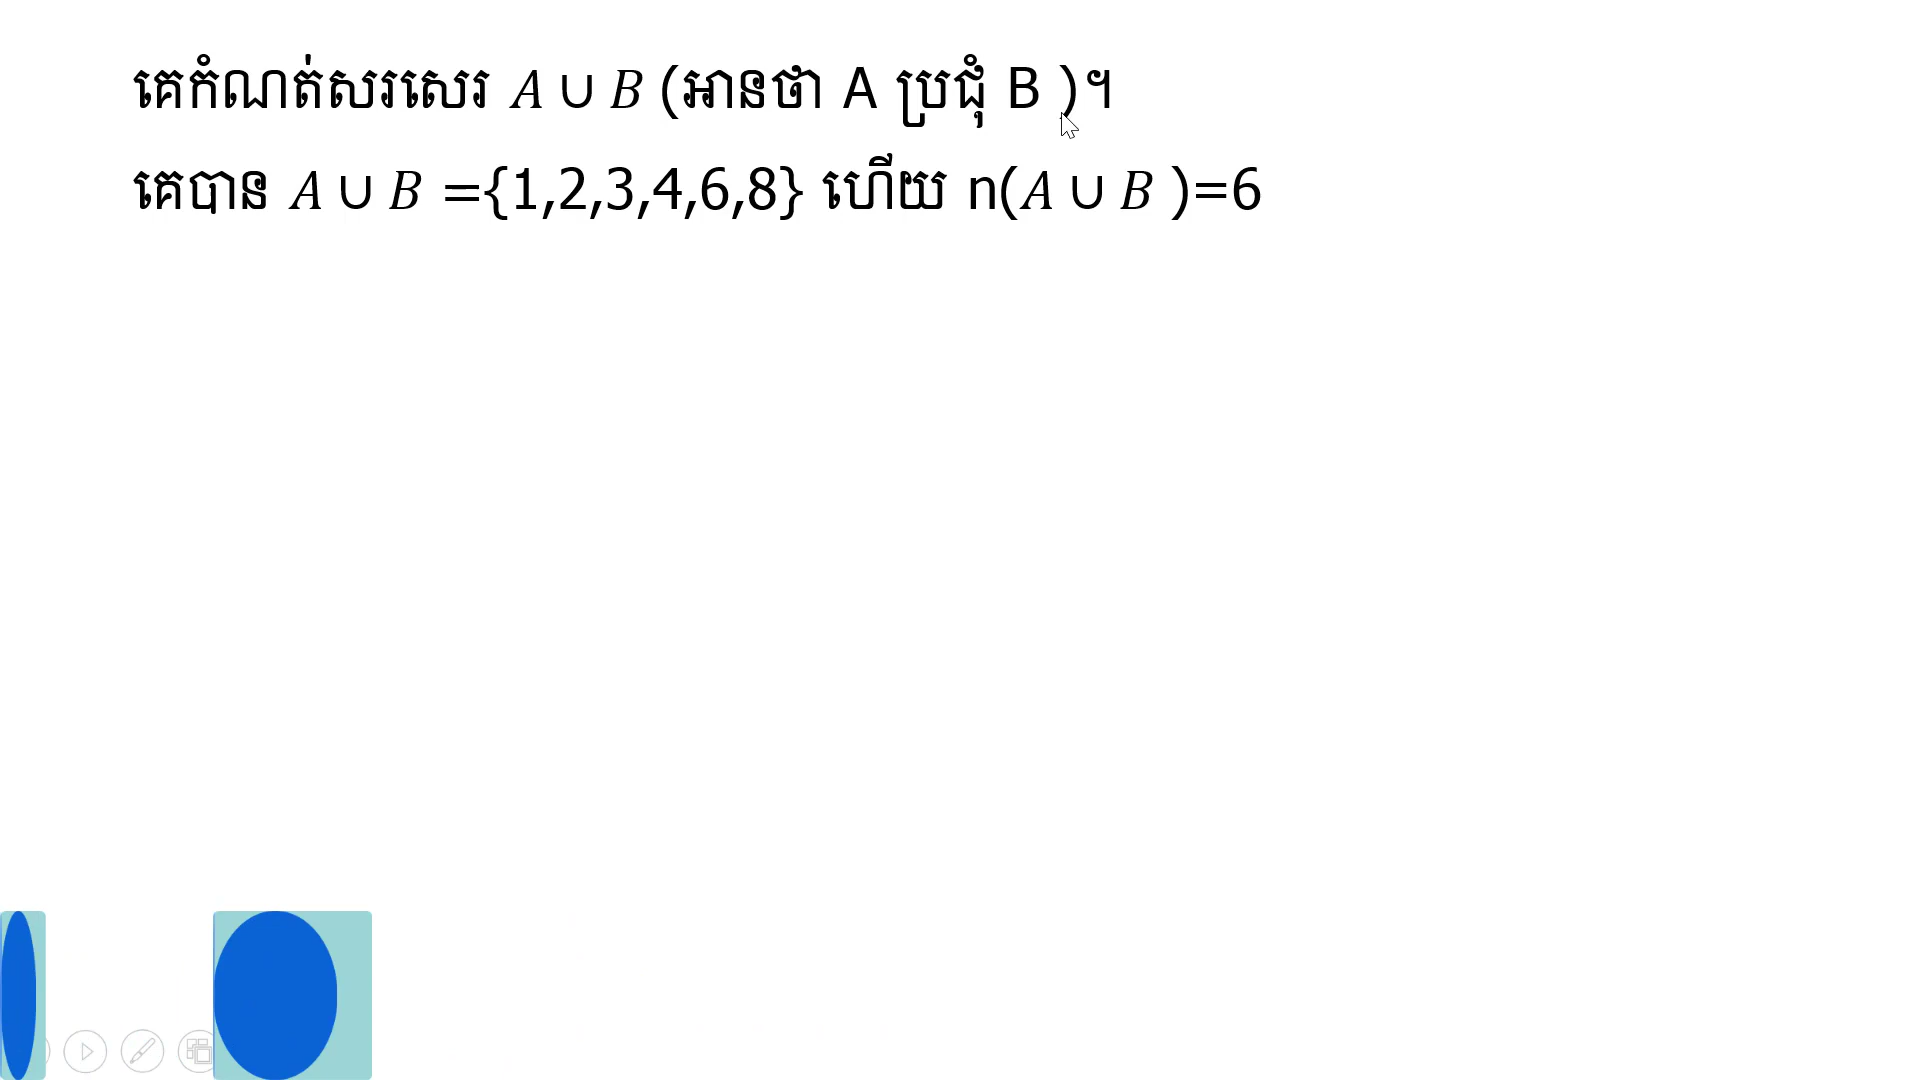 គេកំណត់សរសេរ A ∪ B (អានថា A ប្រជុំ B )។
គេបាន A ∪ B ={1,2,3,4,6,8} ហើយ n(A ∪ B )=6